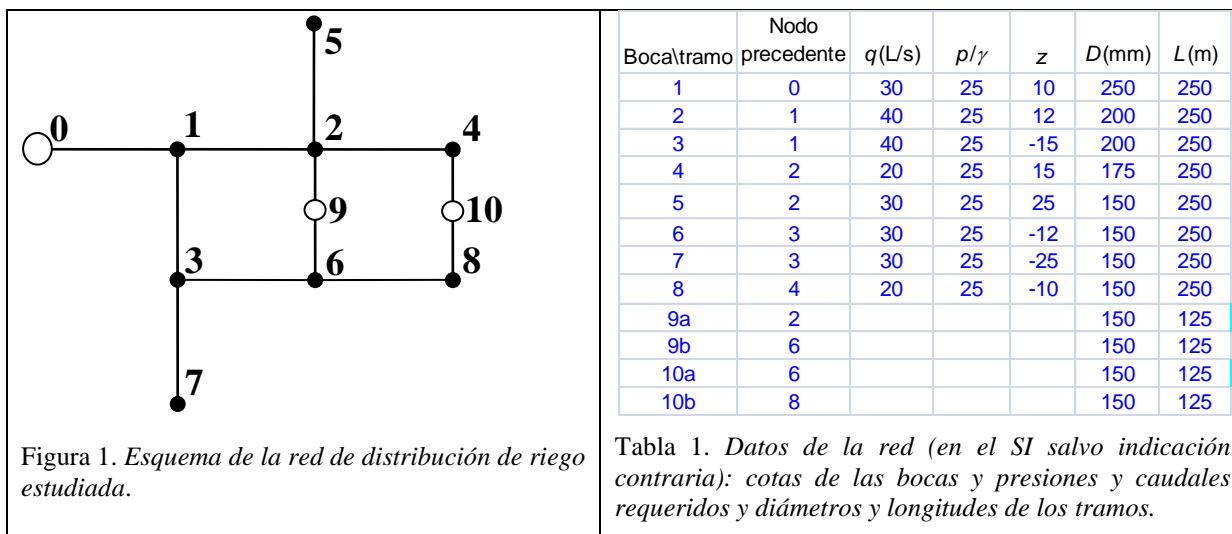 5
0
1
2
4
9
10
3
6
8
7
Figura 1. Esquema de la red de distribución de riego
estudiada.
Nodo
Boca\tramo precedente q(L/s) p/γ z D(mm) L(m)
1 0 30 25 10 250 250
2 1 40 25 12 200 250
3 1 40 25 -15 200 250
4 2 20 25 15 175 250
5 2 30 25 25 150 250
6 3 30 25 -12 150 250
7 3 30 25 -25 150 250
8 4 20 25 -10 150 250
9a 2 150 125
9b 6 150 125
10a 6 150 125
10b 8 150 125
Tabla 1. Datos de la red (en el SI salvo indicación
contraria): cotas de las bocas y presiones y caudales
requeridos y diámetros y longitudes de los tramos.